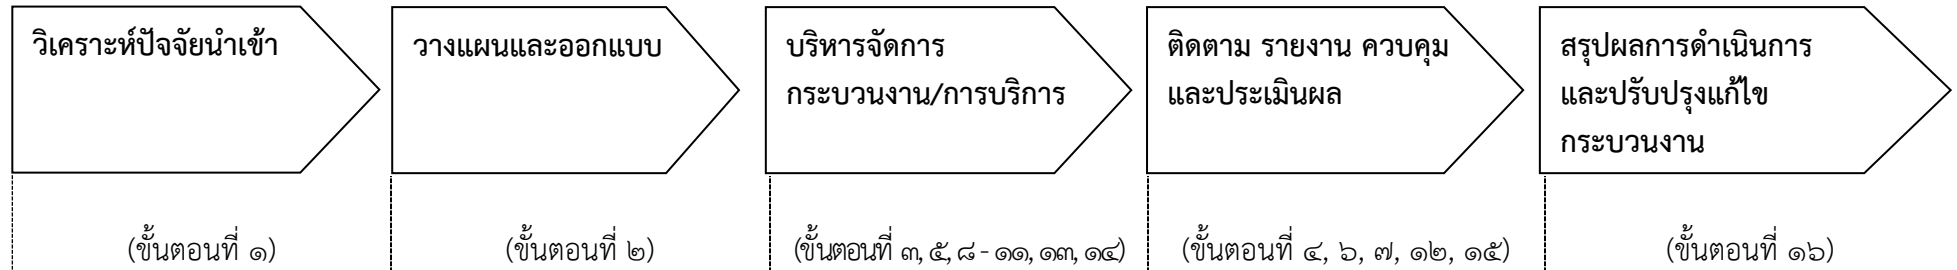 วิเคราะห์ปัจจัยนำเข้า
วางแผนและออกแบบ
บริหารจัดการ
กระบวนงาน/การบริการ
ติดตาม รายงาน ควบคุม
และประเมินผล
สรุปผลการดำเนินการ
และปรับปรุงแก้ไข
กระบวนงาน
(ขั้นตอนที่ ๑)
(ขั้นตอนที่ ๒)
(ขั้นตอนที่ ๓, ๕, ๘ - ๑๑, ๑๓, ๑๔)
(ขั้นตอนที่ ๔, ๖, ๗, ๑๒, ๑๕)
(ขั้นตอนที่ ๑๖)